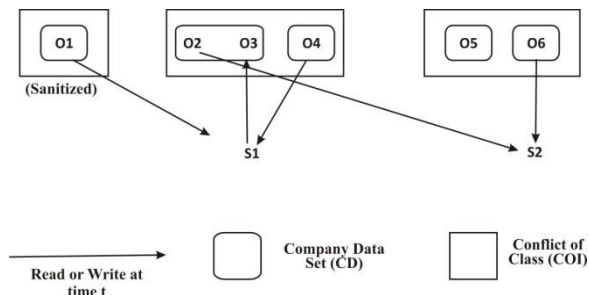 O1
O2
O3
O4
O5
O6
(Sanitized)
S1
S2
Read or Write at
time t
Company Data
Set (CD)
Conflict of
Class (COI)